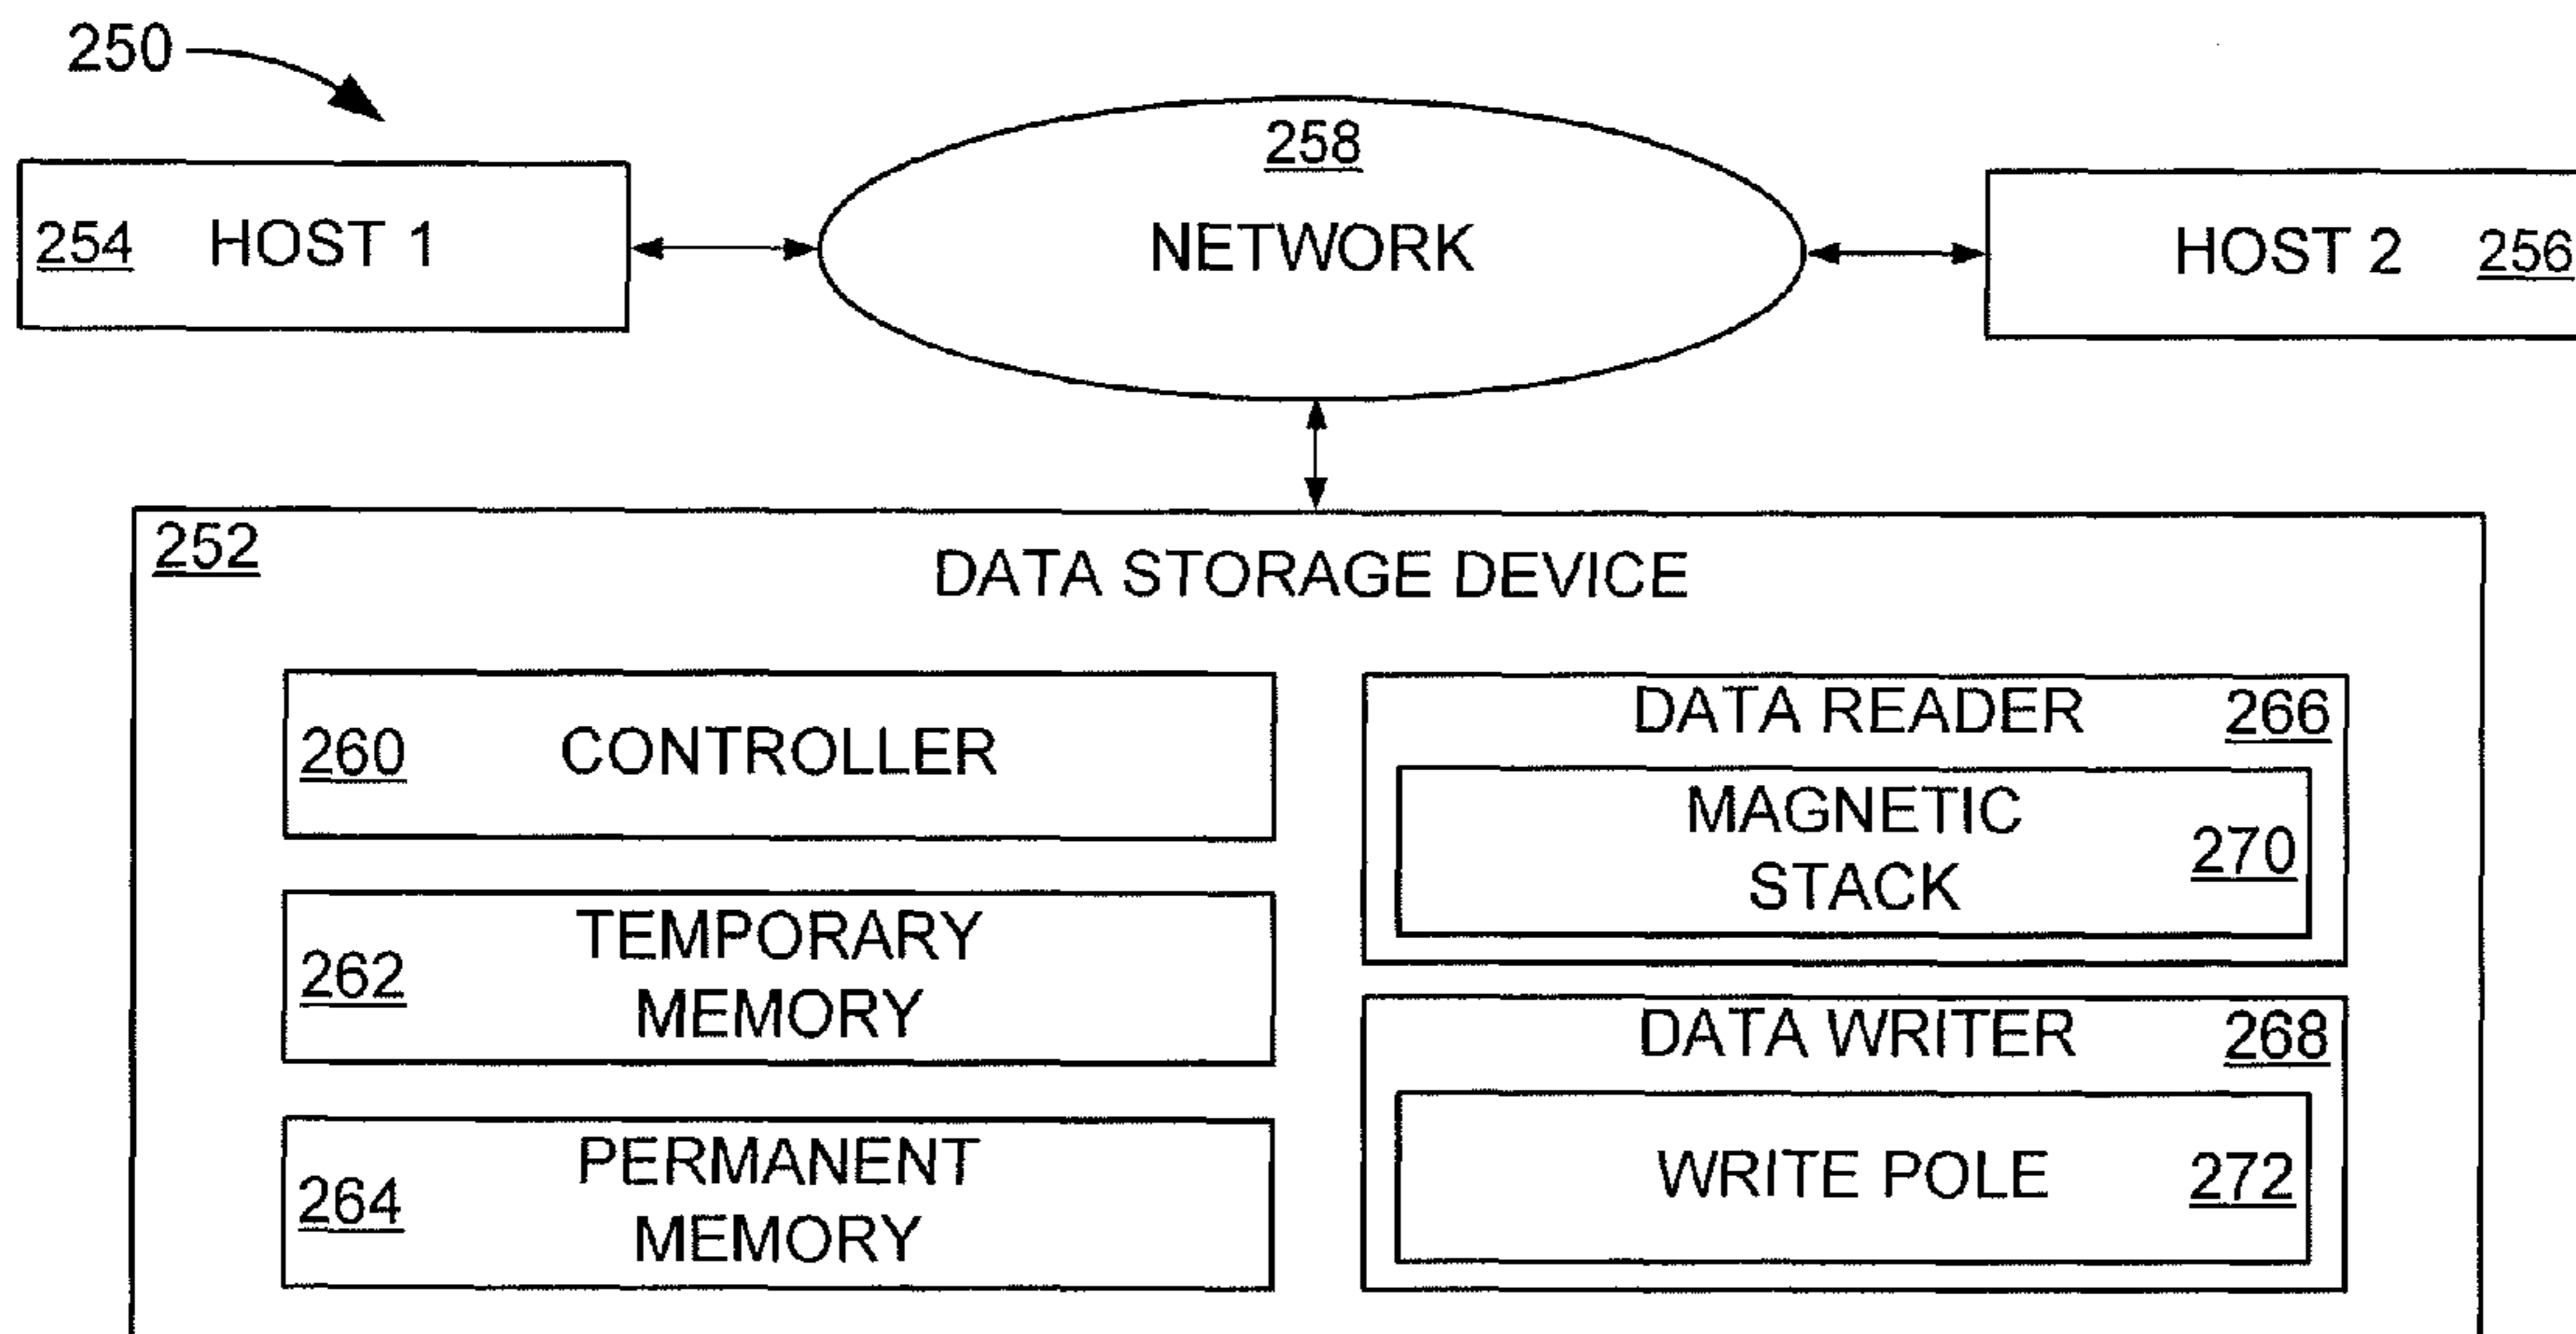 250
258
254 HOST 1
NETWORK
HOST 2 256
252
DATA STORAGE DEVICE
260 CONTROLLER
DATA READER 266
MAGNETIC
STACK
270
262 TEMPORARY
MEMORY
DATA WRITER 268
WRITE POLE 272
264 PERMANENT
MEMORY